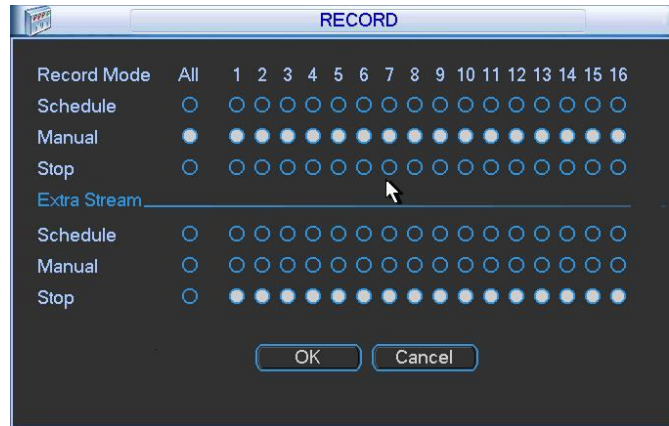 RECORD
Record Mode All 1 2 3 4 5 6 7 8 9 10 11 12 13 14 15 16
Schedule
Manual
Stop
Extra Stream
Schedule
Manual
Stop
OK Cancel